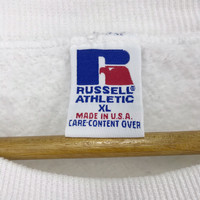 R
RUSSELL®
ATHLETIC
XL
MADE IN U.S.A.
CARE-CONTENT OVER